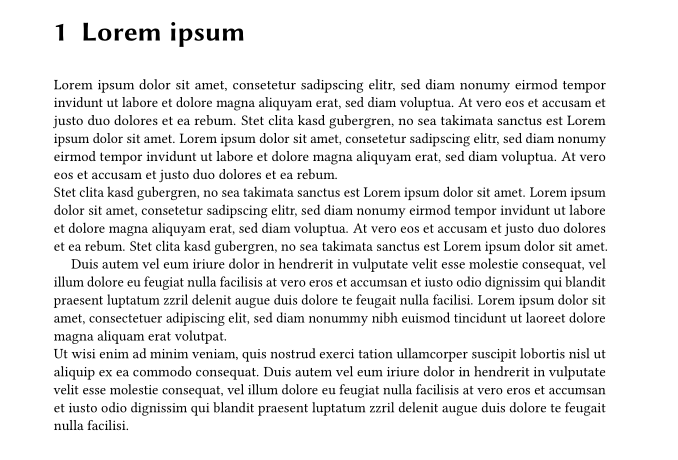 1 Lorem ipsum
Lorem ipsum dolor sit amet, consetetur sadipscing elitr, sed diam nonumy eirmod tempor
invidunt ut labore et dolore magna aliquyam erat, sed diam voluptua. At vero eos et accusam et
justo duo dolores et ea rebum. Stet clita kasd gubergren, no sea takimata sanctus est Lorem
ipsum dolor sit amet. Lorem ipsum dolor sit amet, consetetur sadipscing elitr, sed diam nonumy
eirmod tempor invidunt ut labore et dolore magna aliquyam erat, sed diam voluptua. At vero
eos et accusam et justo duo dolores et ea rebum.
Stet clita kasd gubergren, no sea takimata sanctus est Lorem ipsum dolor sit amet. Lorem ipsum
dolor sit amet, consetetur sadipscing elitr, sed diam nonumy eirmod tempor invidunt ut labore
et dolore magna aliquyam erat, sed diam voluptua. At vero eos et accusam et justo duo dolores
et ea rebum. Stet clita kasd gubergren, no sea takimata sanctus est Lorem ipsum dolor sit amet.
Duis autem vel eum iriure dolor in hendrerit in vulputate velit esse molestie consequat, vel
illum dolore eu feugiat nulla facilisis at vero eros et accumsan et iusto odio dignissim qui blandit
praesent luptatum zzril delenit augue duis dolore te feugait nulla facilisi. Lorem ipsum dolor sit
amet, consectetuer adipiscing elit, sed diam nonummy nibh euismod tincidunt ut laoreet dolore
magna aliquam erat volutpat.
Ut wisi enim ad minim veniam, quis nostrud exerci tation ullamcorper suscipit lobortis nisl ut
aliquip ex ea commodo consequat. Duis autem vel eum iriure dolor in hendrerit in vulputate
velit esse molestie consequat, vel illum dolore eu feugiat nulla facilisis at vero eros et accumsan
et iusto odio dignissim qui blandit praesent luptatum zzril delenit augue duis dolore te feugait
nulla facilisi.